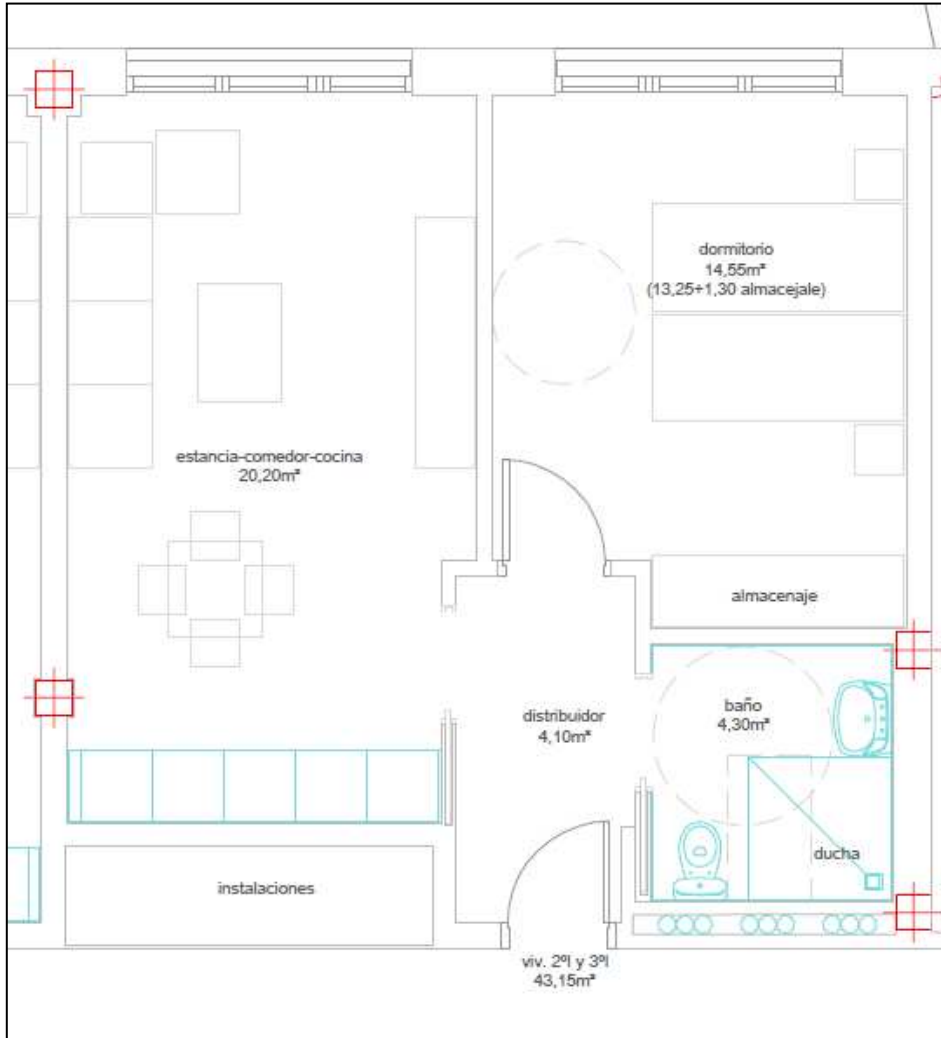 dormitorio
14,55m²
(13,25+1,30 almacejale)
estancia-comedor-cocina
20,20m²
almacenaje
distribuidor
4,10m²
baño
4,30m²
ducha
instalaciones
viv. 2ºI y 3ºI
43,15m²